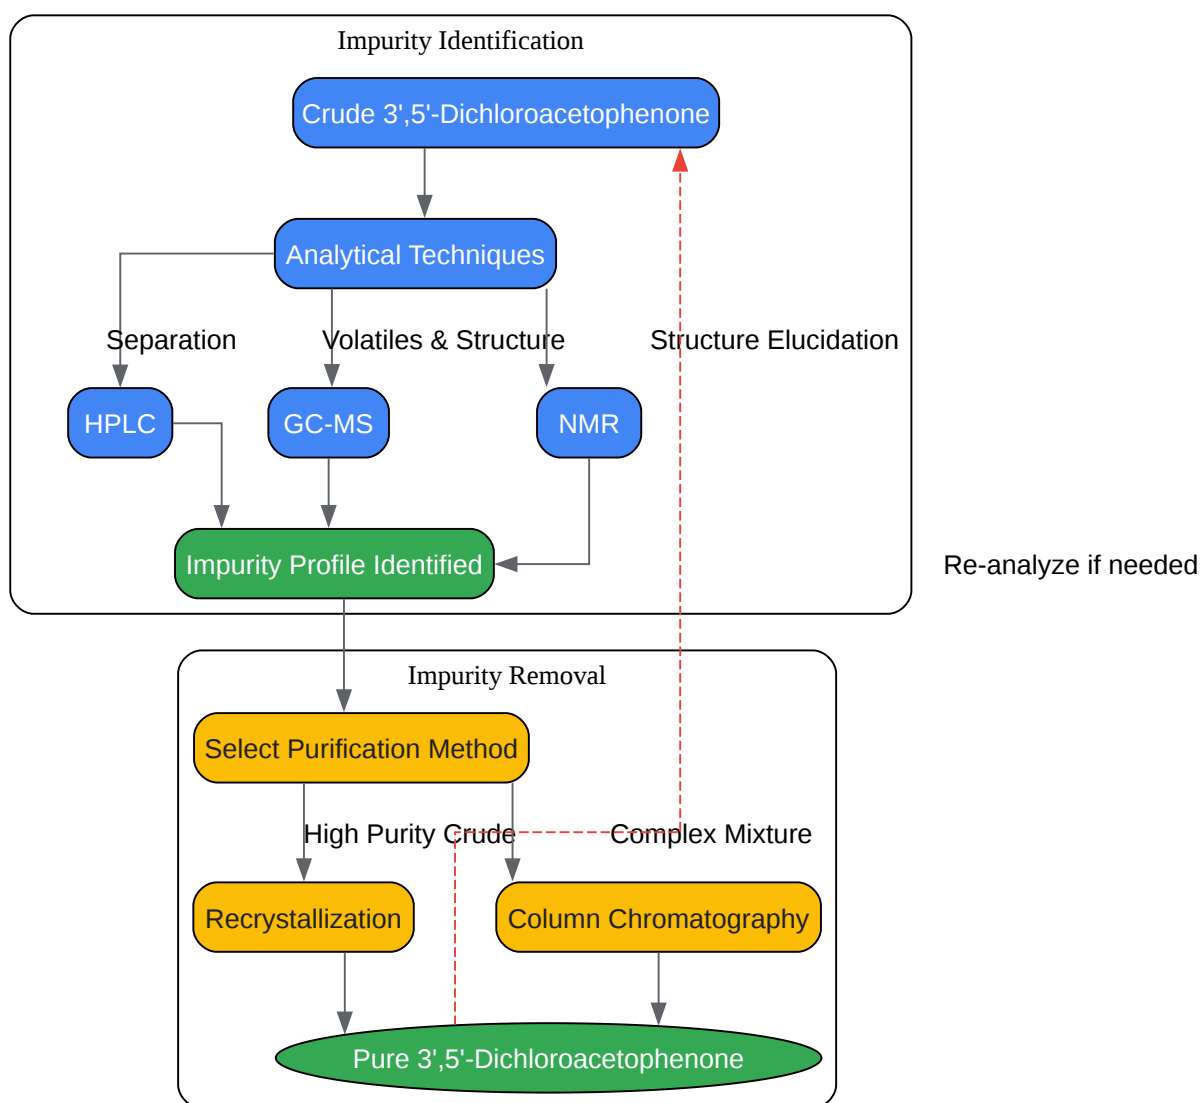 Impurity Identification
Crude 3',5'-Dichloroacetophenone
Analytical Techniques
Separation
Volatiles & Structure
Structure Elucidation
HPLC
GC-MS
NMR
Impurity Profile Identified
Re-analyze if needed
Impurity Removal
Select Purification Method
High Purity Crude
Complex Mixture
Recrystallization
Column Chromatography
Pure 3',5'-Dichloroacetophenone